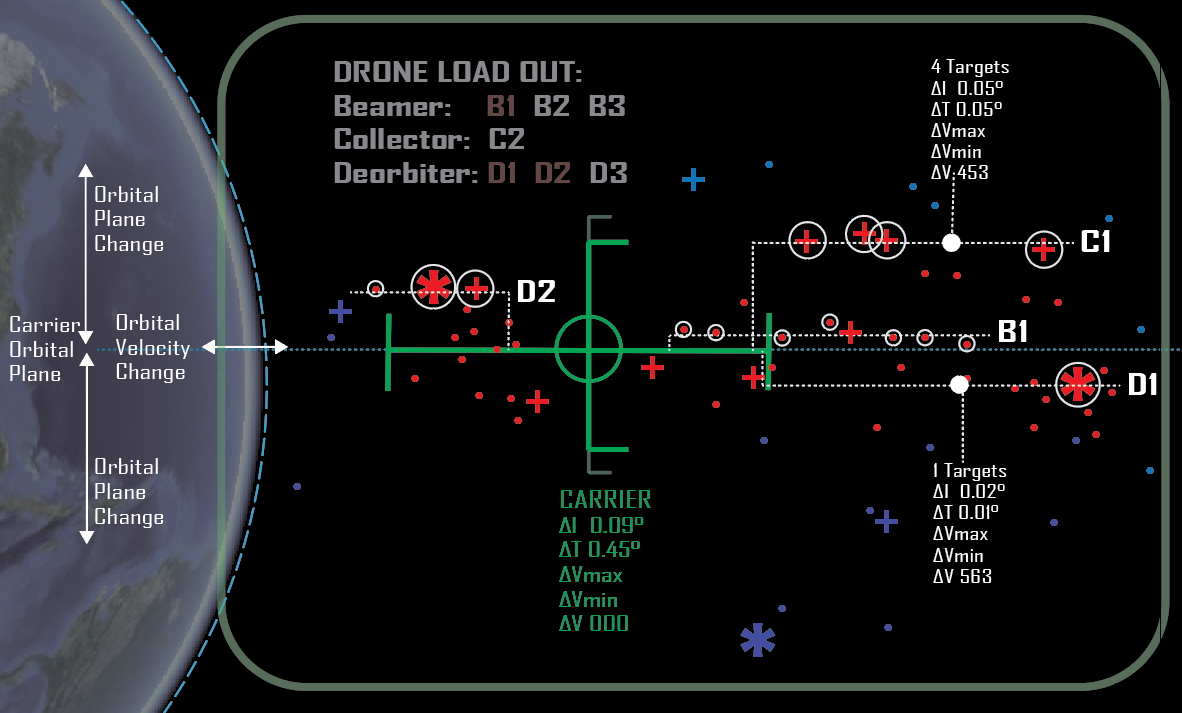 DRONE LOAD OUT:
Beamer: B1 B2 B3
Collector: C2
Deorbiter: D1 D2 D3
4 Targets
ΔI 0.05º
ΔT 0.05º
ΔVmax
ΔVmin
ΔV 453
Orbital
Plane
Change
C1
D2
Carrier
Orbital
Plane
Orbital
Velocity
Change
B1
D1
Orbital
Plane
Change
1 Targets
ΔI 0.02º
ΔT 0.01º
ΔVmax
ΔVmin
ΔV 563
CARRIER
ΔI 0.09º
ΔT 0.45º
ΔVmax
ΔVmin
ΔV 000